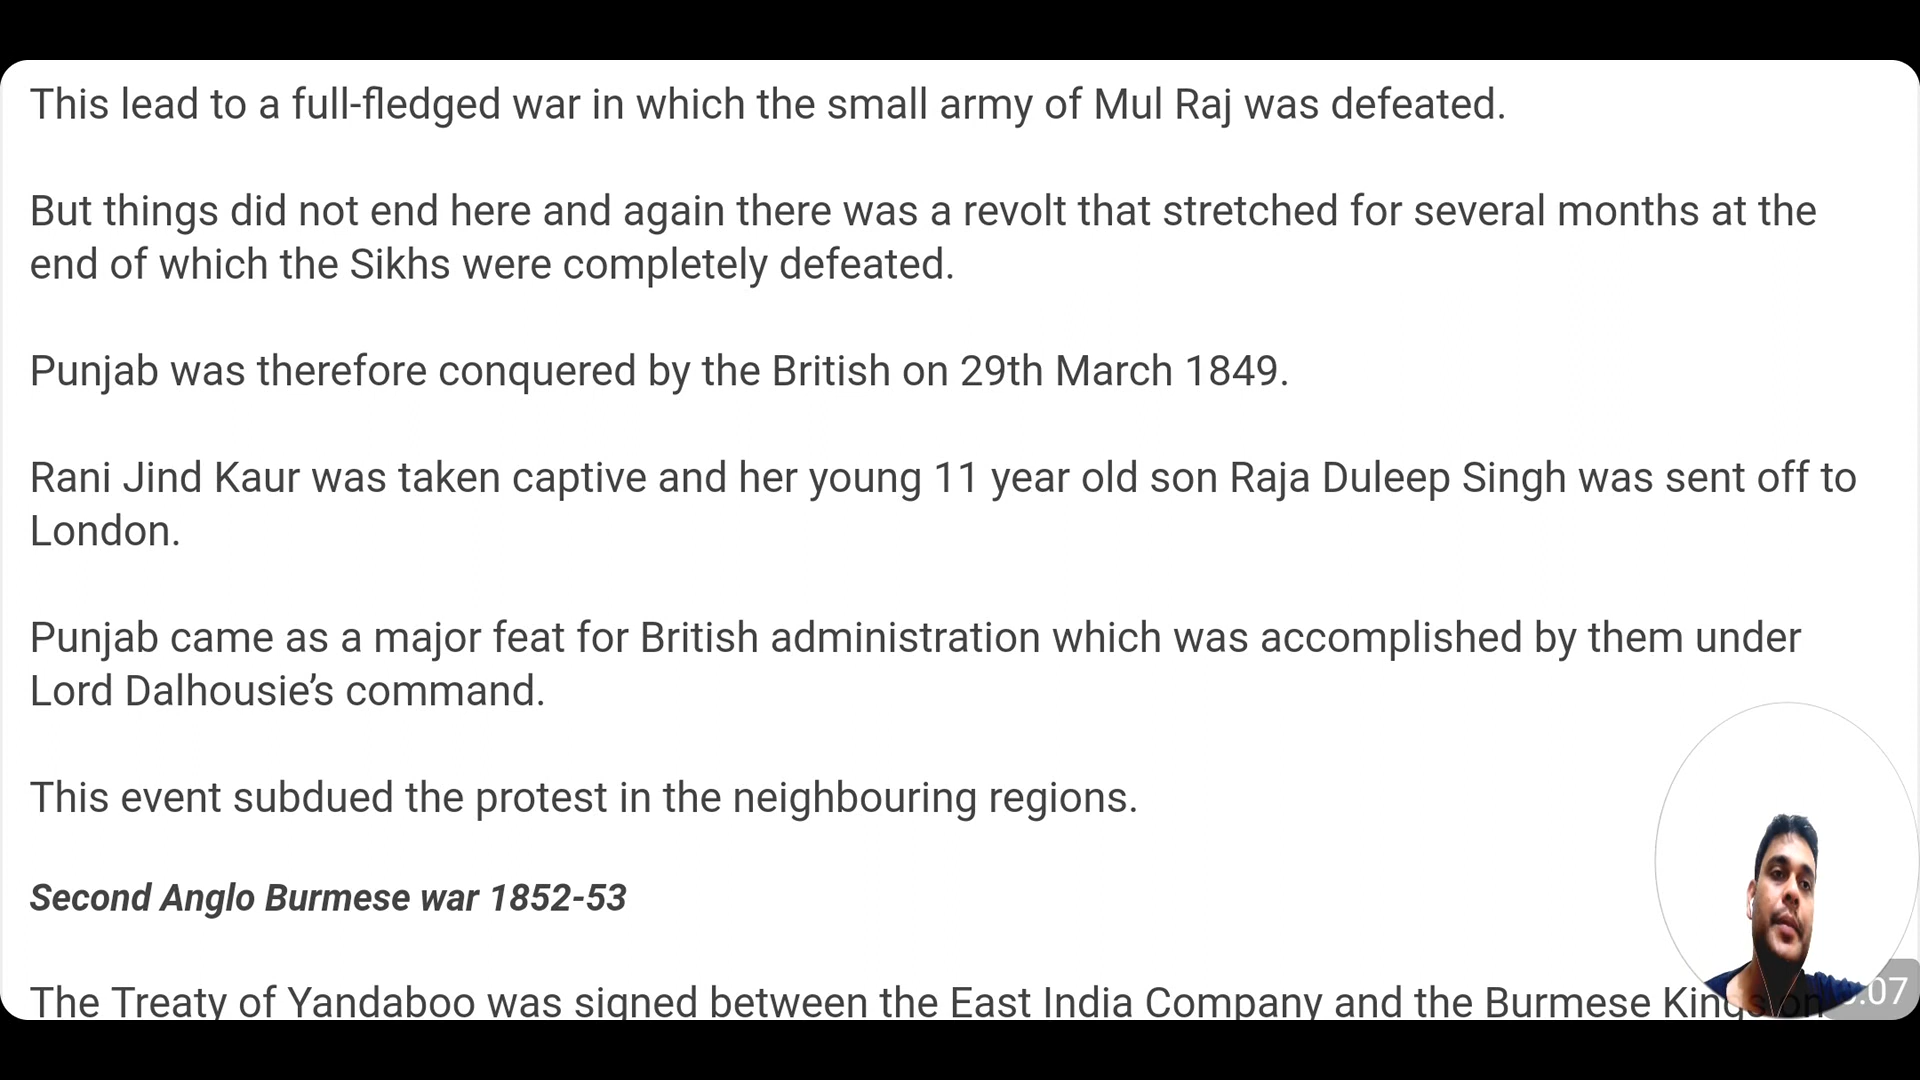 This lead to a full-fledged war in which the small army of Mul Raj was defeated.
But things did not end here and again there was a revolt that stretched for several months at the
end of which the Sikhs were completely defeated.
Punjab was therefore conquered by the British on 29th March 1849.
Rani Jind Kaur was taken captive and her young 11 year old son Raja Duleep Singh was sent off to
London.
Punjab came as a major feat for British administration which was accomplished by them under
Lord Dalhousie’s command.
This event subdued the protest in the neighbouring regions.
Second Anglo Burmese war 1852-53
The Treaty of Yandaboo was signed between the East India Company and the Burmese Kings on